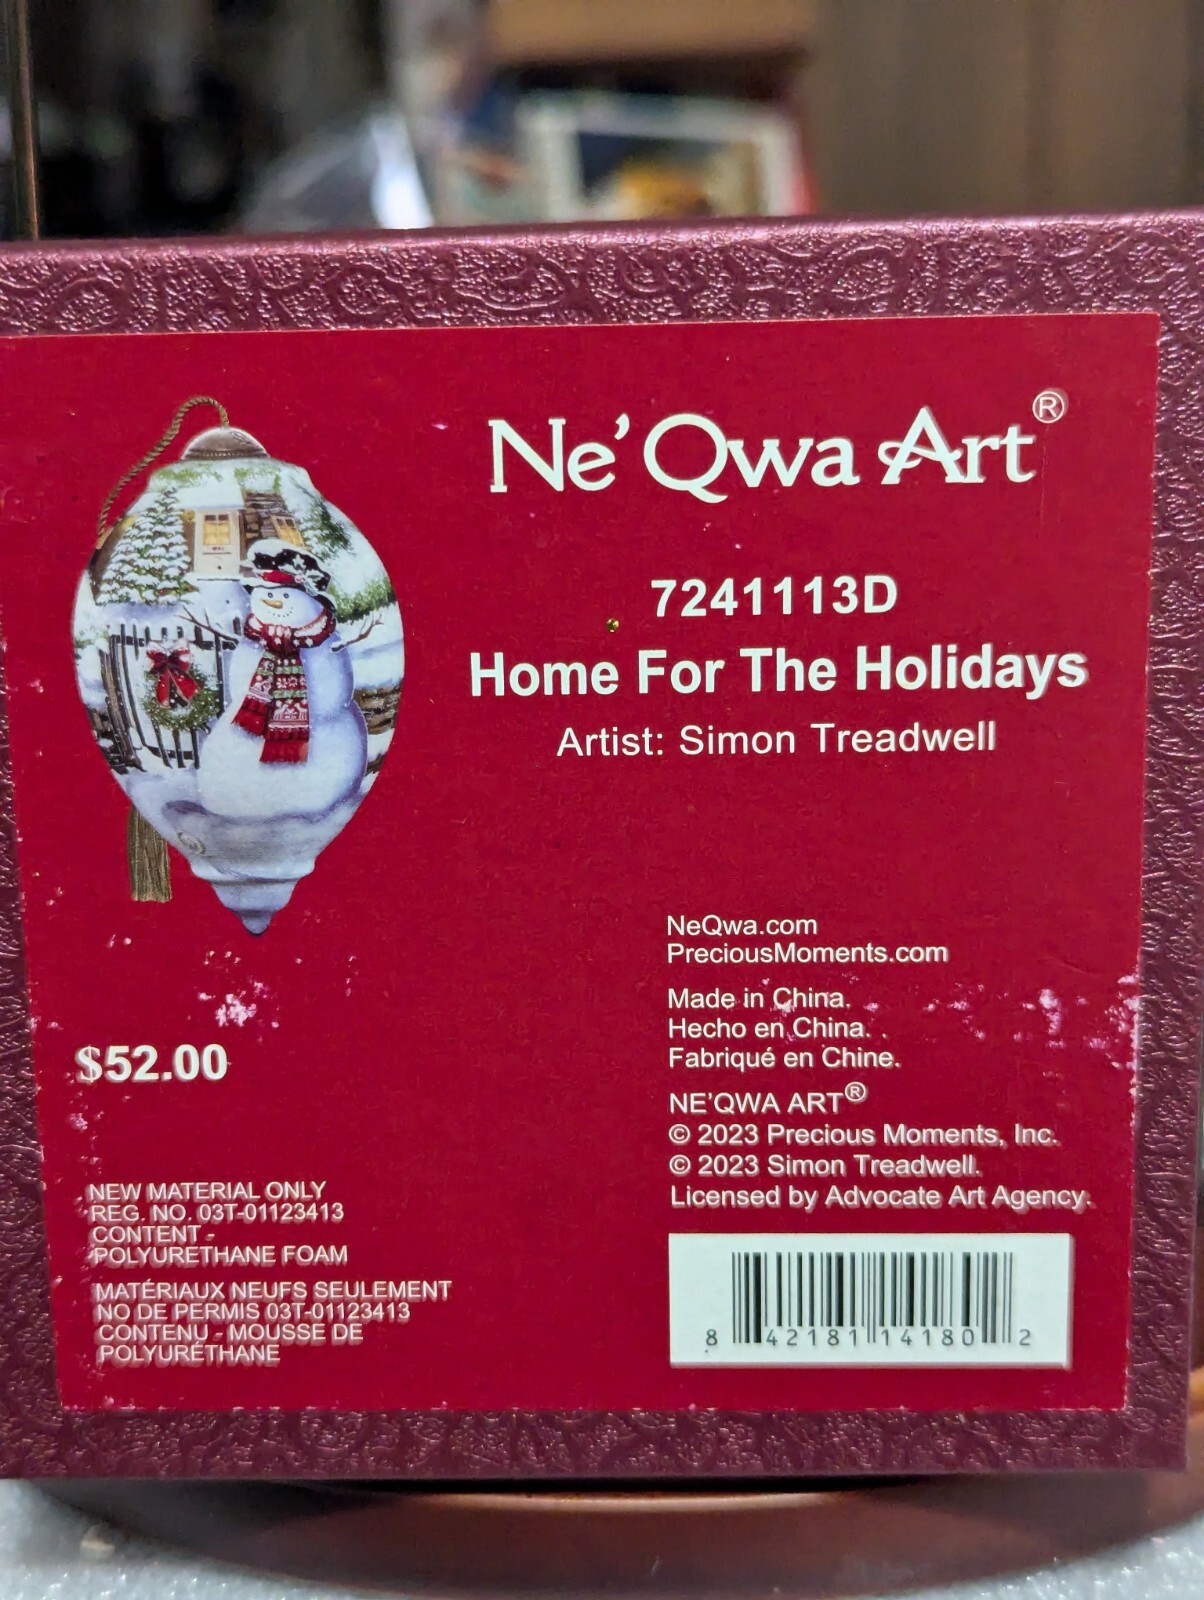 Ne'Qwa Art®
7241113D
Home For The Holidays
Artist: Simon Treadwell
NeQwa.com
PreciousMoments.com
Made in China.
Hecho en China.
Fabriqué en Chine.
NE'QWA ART®
© 2023 Precious Moments, Inc.
© 2023 Simon Treadwell.
Licensed by Advocate Art Agency.
$52.00
NEW MATERIAL ONLY
REG. NO. 03T-01123413
CONTENT -
POLYURETHANE FOAM
MATÉRIAUX NEUFS SEULEMENT
NO DE PERMIS 03T-01123413
CONTENU - MOUSSE DE
POLYURÉTHANE
8 42181 14180 2